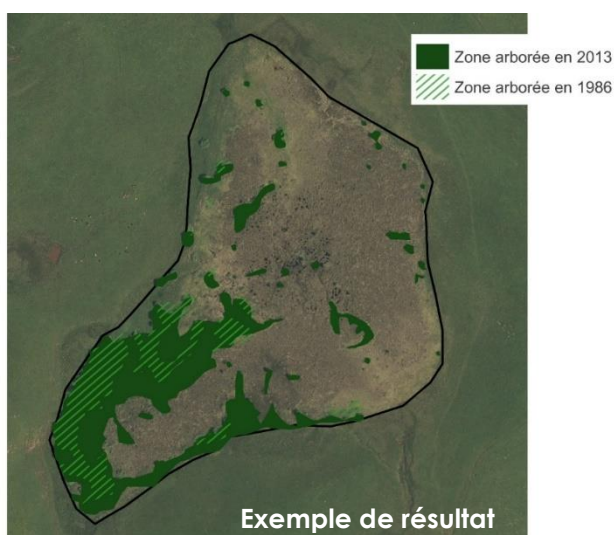 Zone arborée en 2013
Zone arborée en 1986
Exemple de résultat